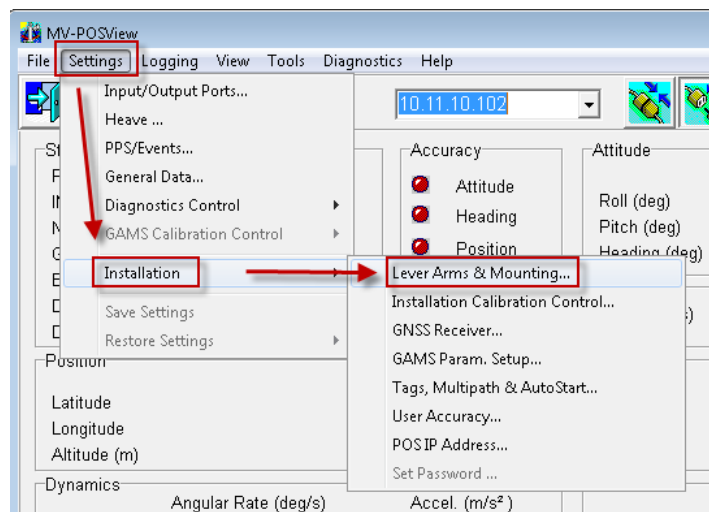 MV-POSView
File Settings Logging View Tools Diagnostics Help
Input/Output Ports...
10.11.10.102
Heave ...
PPS/Events...
General Data...
Diagnostics Control
GAMS Calibration Control
Installation
Save Settings
Restore Settings
Accuracy
Attitude
Heading
Position
Attitude
Roll (deg)
Pitch (deg)
Heading (deg)
Lever Arms & Mounting...
Installation Calibration Control...
GNSS Receiver...
GAMS Param. Setup...
Tags, Multipath & AutoStart...
User Accuracy...
POS IP Address...
Set Password ...
Position
Latitude
Longitude
Altitude (m)
Dynamics
Angular Rate (deg/s) Accel. (m/s²)